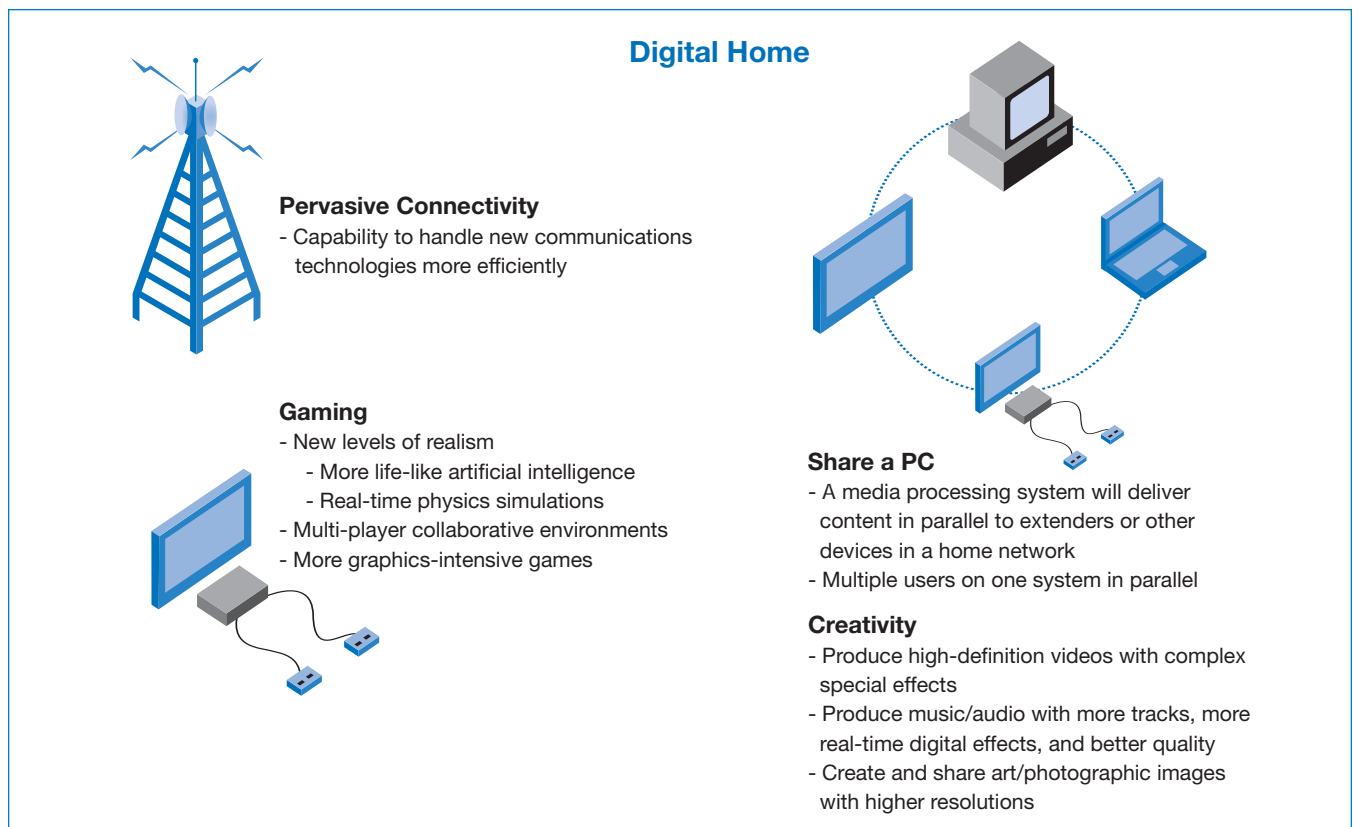 Digital Home
Pervasive Connectivity
- Capability to handle new communications
technologies more efficiently
Gaming
- New levels of realism
- More life-like artificial intelligence
- Real-time physics simulations
- Multi-player collaborative environments
- More graphics-intensive games
Share a PC
- A media processing system will deliver
content in parallel to extenders or other
devices in a home network
- Multiple users on one system in parallel
Creativity
- Produce high-definition videos with complex
special effects
- Produce music/audio with more tracks, more
real-time digital effects, and better quality
- Create and share art/photographic images
with higher resolutions